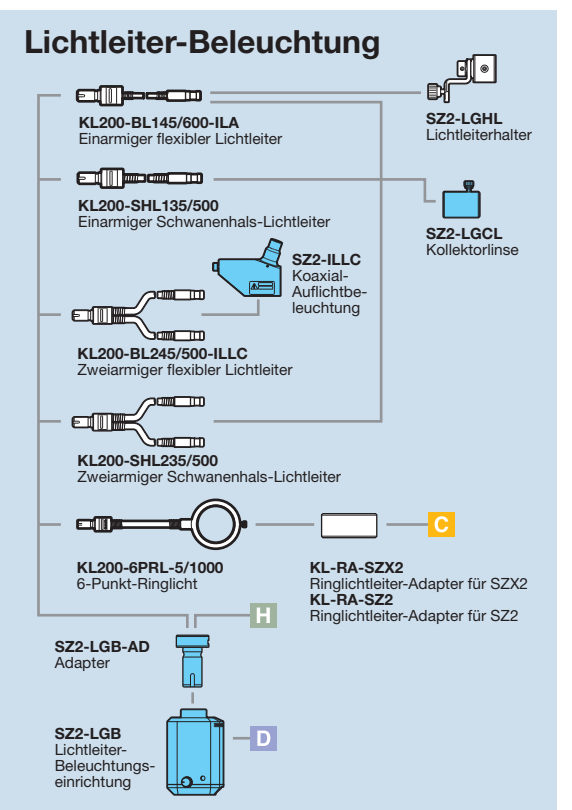 Lichtleiter-Beleuchtung
KL200-BL145/600-ILA
Einarmiger flexibler Lichtleiter
SZ2-LGHL
Lichtleiterhalter
KL200-SHL135/500
Einarmiger Schwanenhals-Lichtleiter
SZ2-LGCL
Kollektorlinse
SZ2-ILLC
Koaxial-
Auflichtbe-
leuchtung
KL200-BL245/500-ILLC
Zweiarmiger flexibler Lichtleiter
KL200-SHL235/500
Zweiarmiger Schwanenhals-Lichtleiter
C
KL200-6PRL-5/1000
6-Punkt-Ringlicht
KL-RA-SZX2
Ringlichtleiter-Adapter für SZX2
KL-RA-SZ2
Ringlichtleiter-Adapter für SZ2
H
SZ2-LGB-AD
Adapter
SZ2-LGB
Lichtleiter-
Beleuchtungs-
einrichtung
D